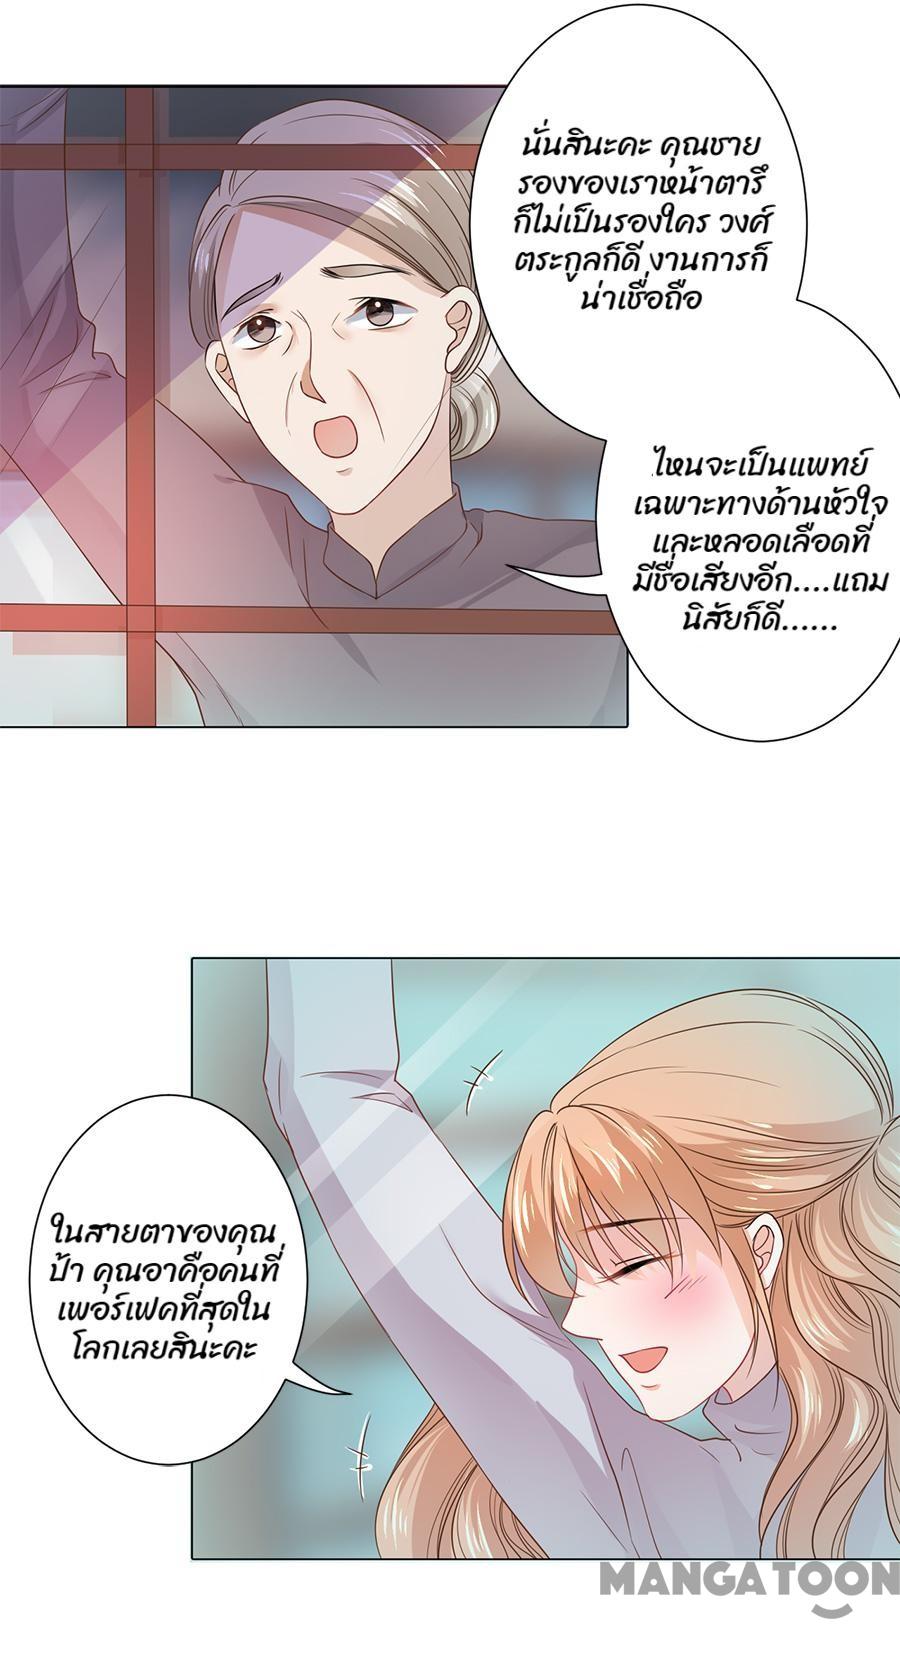 นั่นสินะคะ คุณชาย
รองของเราหน้าตารึ
ก็ไม่เป็นรองใคร วงศ์
ตระกูลก็ดี งานการก็
น่าเชื่อถือ
ไหนจะเป็นแพทย์
เฉพาะทางด้านหัวใจ
และหลอดเลือดที่
มีชื่อเสียงอีก....แถม
นิสัยก็ดี......
ในสายตาของคุณ
ป้า คุณอาคือคนที่
เพอร์เฟคที่สุดใน
โลกเลยสินะคะ
MANGATOON